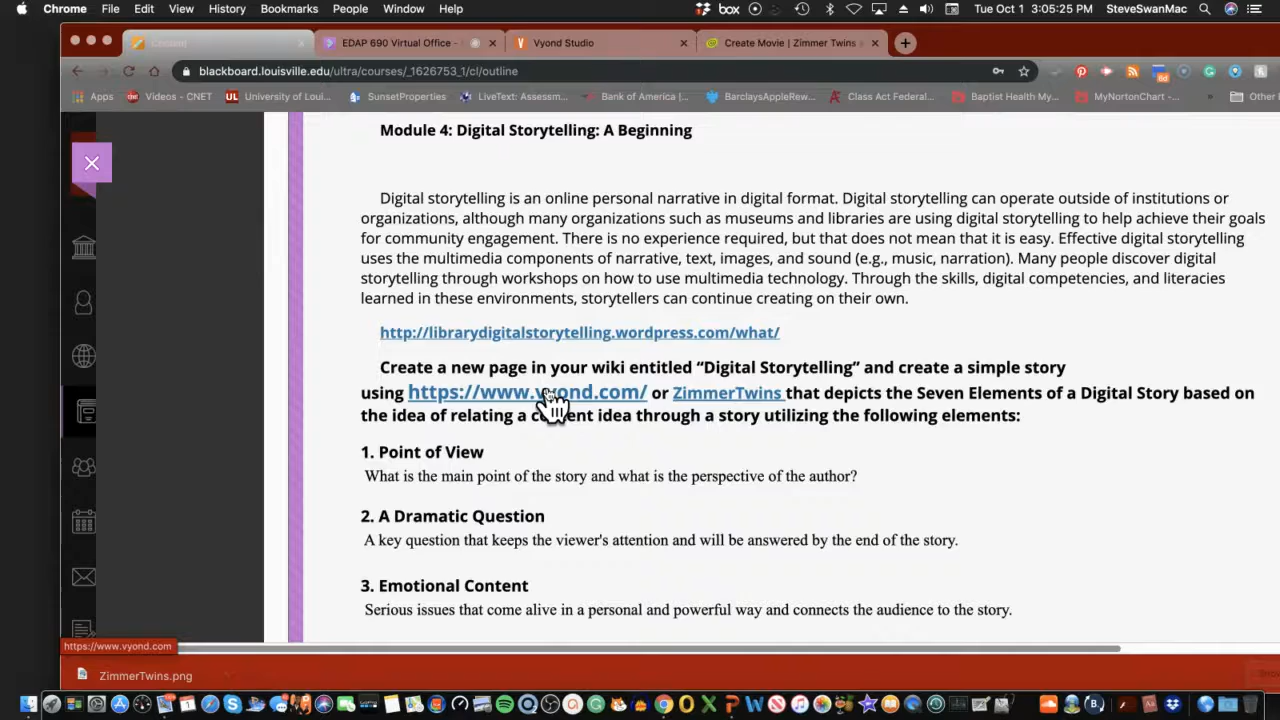 Chrome File Edit View History Bookmarks People Window Help box Tue Oct 1 3:05:25 PM SteveSwanMac
Content EDAP 690 Virtual Office - Vyond Studio Create Movie | Zimmer Twins
blackboard.louisville.edu/ultra/courses/_1626753_1/cl/outline
Apps Videos - CNET University of Loui... SunsetProperties LiveText: Assessm... Bank of America |... BarclaysAppleRew... Class Act Federal... Baptist Health My... MyNortonChart -... Other
Module 4: Digital Storytelling: A Beginning
Digital storytelling is an online personal narrative in digital format. Digital storytelling can operate outside of institutions or
organizations, although many organizations such as museums and libraries are using digital storytelling to help achieve their goals
for community engagement. There is no experience required, but that does not mean that it is easy. Effective digital storytelling
uses the multimedia components of narrative, text, images, and sound (e.g., music, narration). Many people discover digital
storytelling through workshops on how to use multimedia technology. Through the skills, digital competencies, and literacies
learned in these environments, storytellers can continue creating on their own.
http://librarydigitalstorytelling.wordpress.com/what/
Create a new page in your wiki entitled “Digital Storytelling” and create a simple story
using https://www.vyond.com/ or ZimmerTwins that depicts the Seven Elements of a Digital Story based on
the idea of relating a content idea through a story utilizing the following elements:
1. Point of View
What is the main point of the story and what is the perspective of the author?
2. A Dramatic Question
A key question that keeps the viewer's attention and will be answered by the end of the story.
3. Emotional Content
Serious issues that come alive in a personal and powerful way and connects the audience to the story.
https://www.vyond.com
ZimmerTwins.png